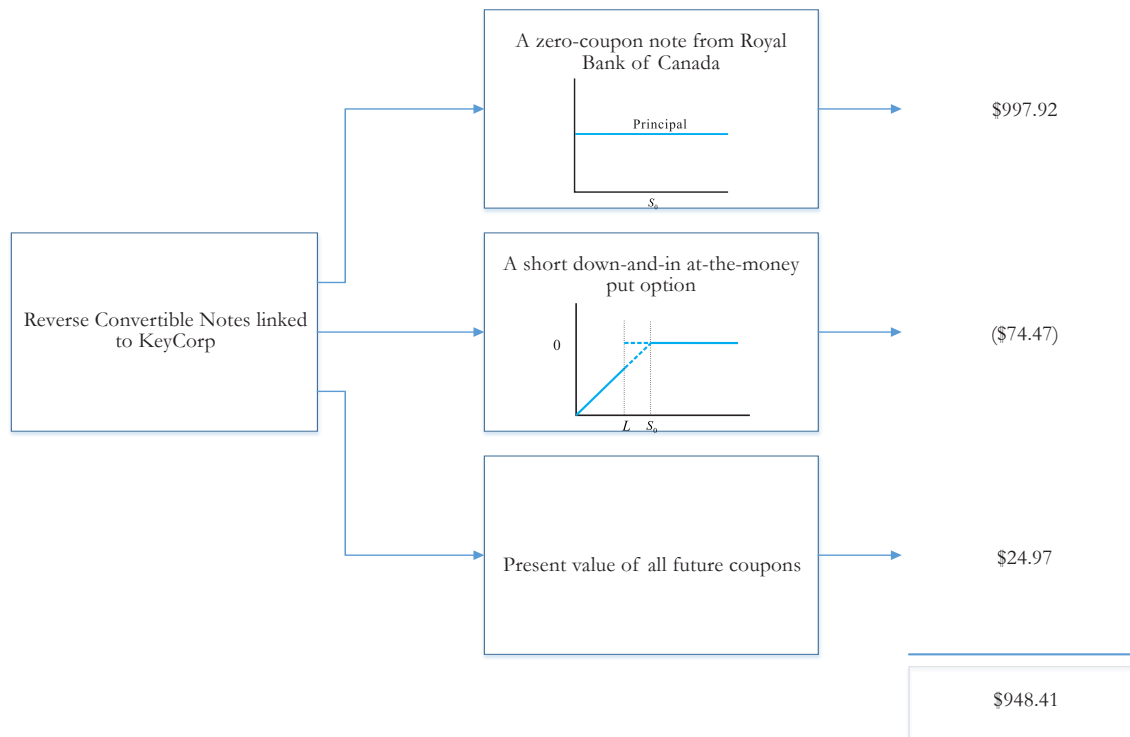 A zero-coupon note from Royal
Bank of Canada
Principal
S₀
$997.92
Reverse Convertible Notes linked
to KeyCorp
A short down-and-in at-the-money
put option
0
L S₀
($74.47)
Present value of all future coupons
$24.97
$948.41